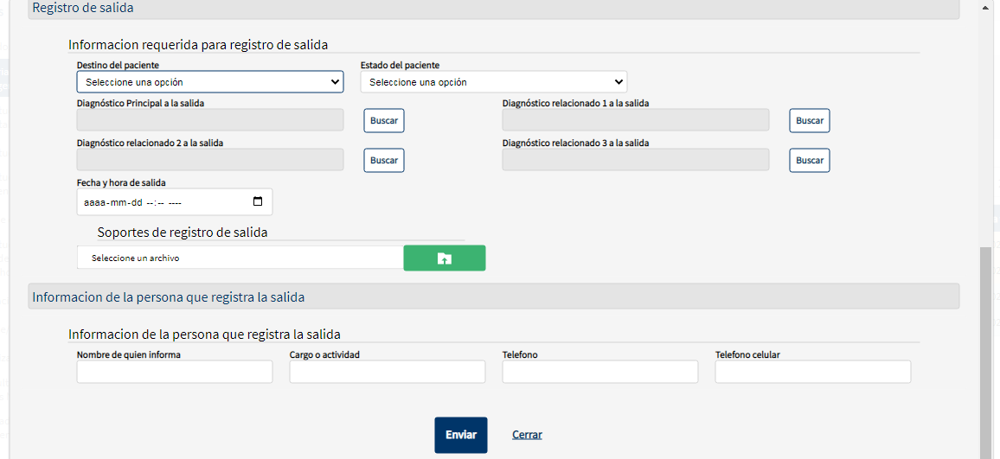 Registro de salida
Informacion requerida para registro de salida
Destino del paciente Estado del paciente
Seleccione una opción Seleccione una opción
Diagnóstico Principal a la salida Diagnóstico relacionado 1 a la salida
Buscar Buscar
Diagnóstico relacionado 2 a la salida Diagnóstico relacionado 3 a la salida
Buscar Buscar
Fecha y hora de salida
aaaa-mm-dd --:-- ----
Soportes de registro de salida
Seleccione un archivo
Informacion de la persona que registra la salida
Informacion de la persona que registra la salida
Nombre de quien informa Cargo o actividad Telefono Telefono celular
Enviar Cerrar